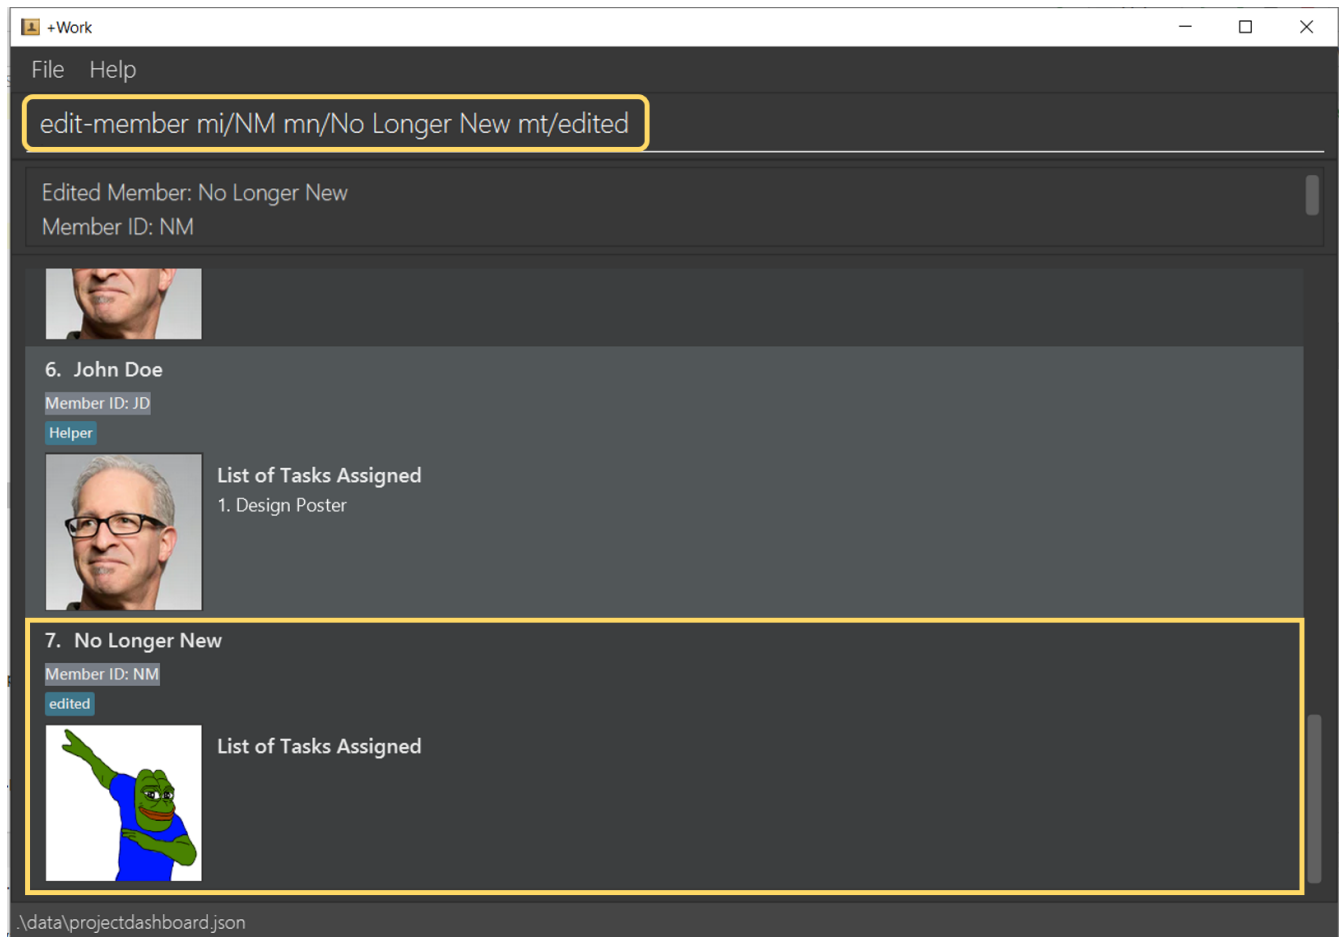 +Work
File Help
edit-member mi/NM mn/No Longer New mt/edited
Edited Member: No Longer New
Member ID: NM
6. John Doe
Member ID: JD
Helper
List of Tasks Assigned
1. Design Poster
7. No Longer New
Member ID: NM
edited
List of Tasks Assigned
.\data\projectdashboard.json